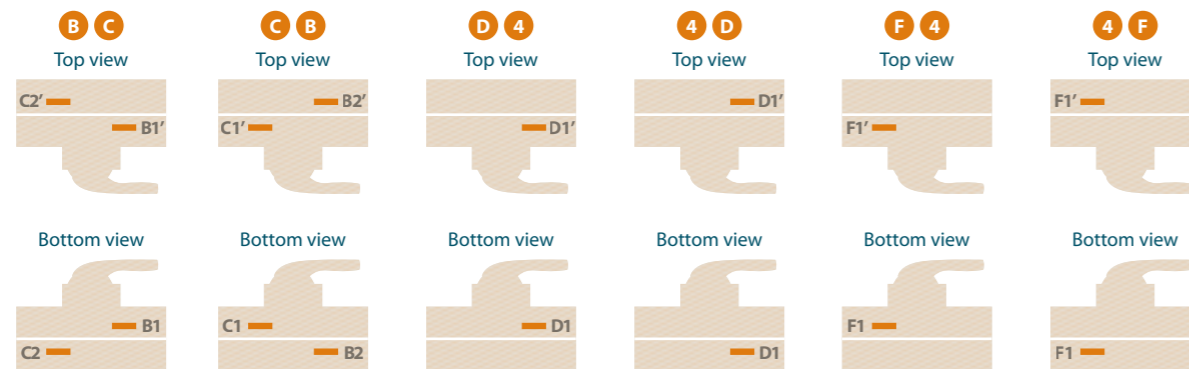 B C C B D 4 4 D F 4 4 F
Top view Top view Top view Top view Top view Top view
C2′ B2′ D1′ F1′
B1′ C1′ D1′ F1′
Bottom view Bottom view Bottom view Bottom view Bottom view Bottom view
B1 C1 D1 F1
C2 B2 D1 F1